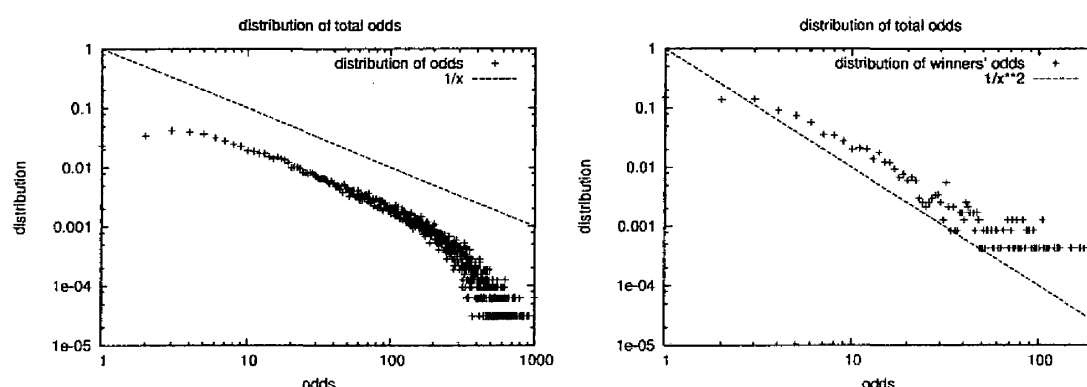 distribution of total odds
distribution of odds +
1/x
1
0.1
0.01
0.001
1e-04
1e-05
distribution
1
10
100
1000
odds
distribution of total odds
distribution of winners' odds +
1/x**2
1
0.1
0.01
0.001
1e-04
1e-05
distribution
1
10
100
odds